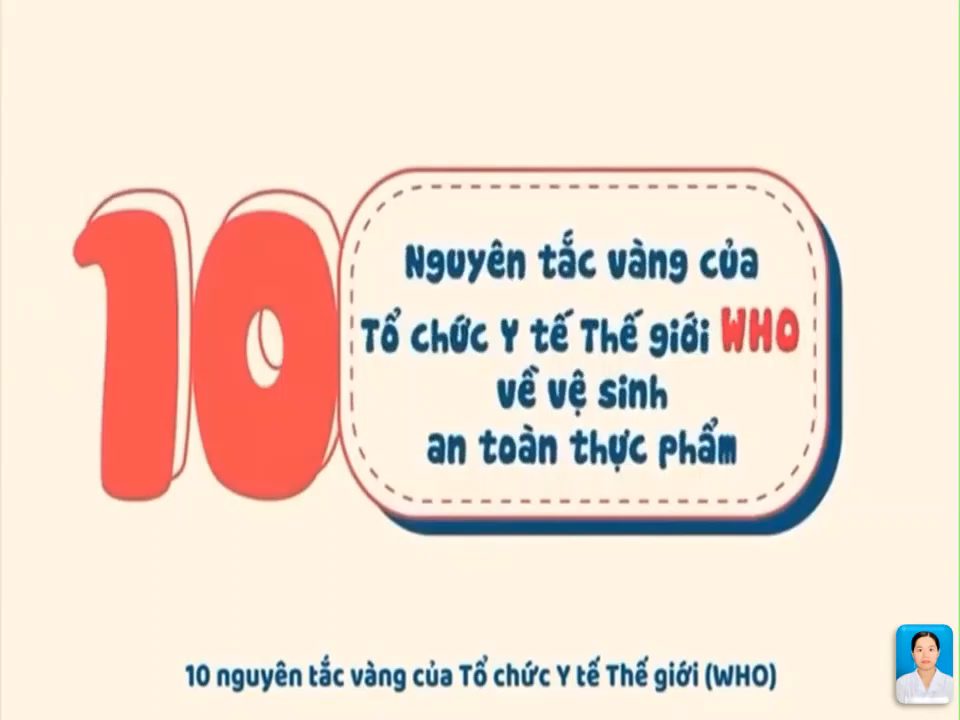 10
Nguyên tắc vàng của
Tổ chức Y tế Thế giới WHO
về vệ sinh
an toàn thực phẩm
10 nguyên tắc vàng của Tổ chức Y tế Thế giới (WHO)